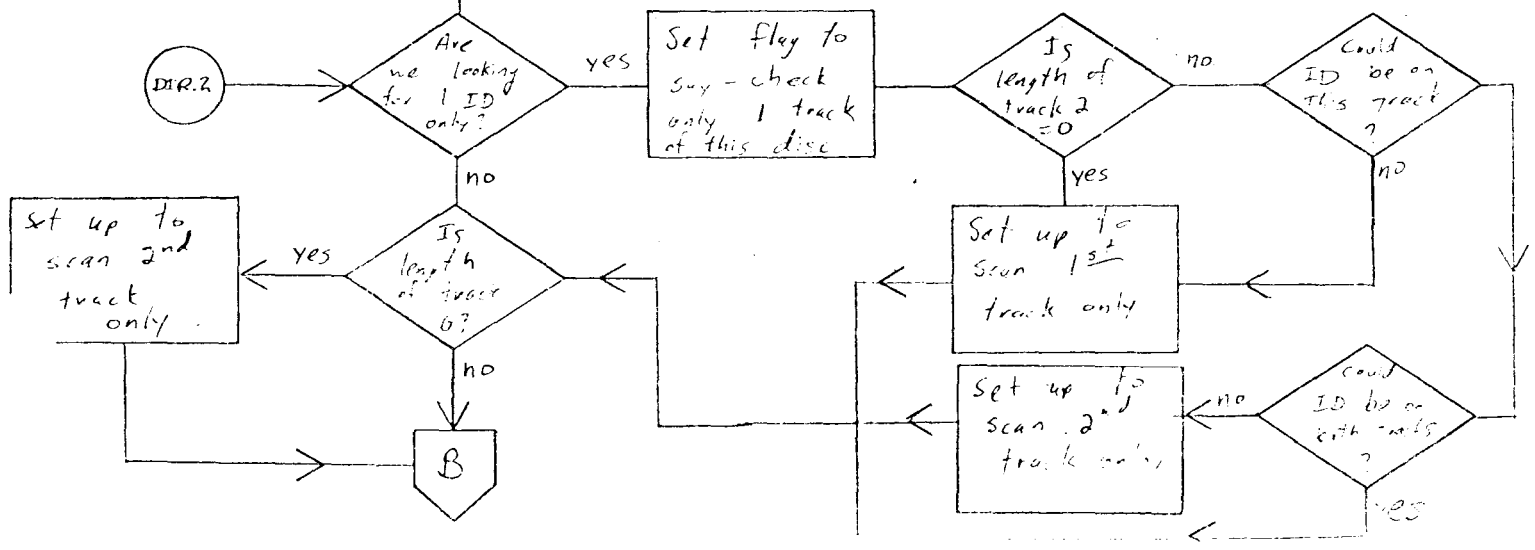 DIR.2
Are
we looking
for 1 ID
only?
yes
Set flag to
say - check
only 1 track
of this disc
Is
length of
track 2
=0
no
Could
ID be on
This track
?
no
yes
no
Set up to
scan 2nd
track
only.
yes
Is
length
of track
0?
no
B
Set up to
scan 1st
track only
Set up to
scan 2nd
track only
no
Could
ID be on
both
?
yes